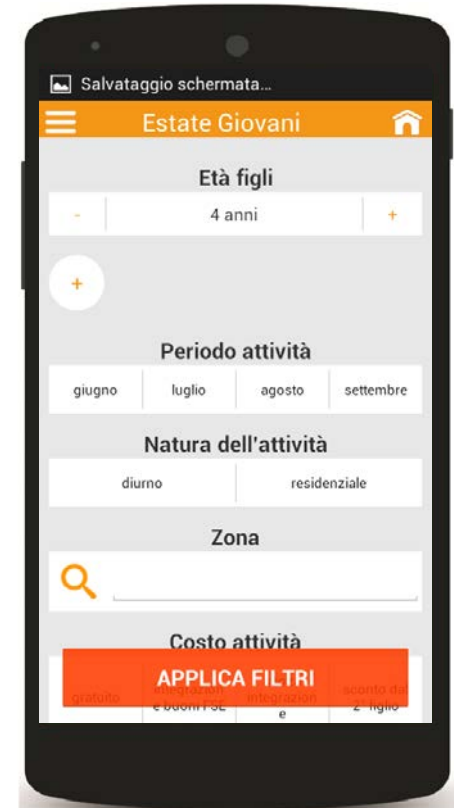 Salvataggio schermata...
Estate Giovani
Età figli
- 4 anni +
+
Periodo attività
giugno luglio agosto settembre
Natura dell'attività
diurno residenziale
Zona
Costo attività
APPLICA FILTRI
gratuito integrazion integrazion sconto dal
e buoni FSE e 2° figlio